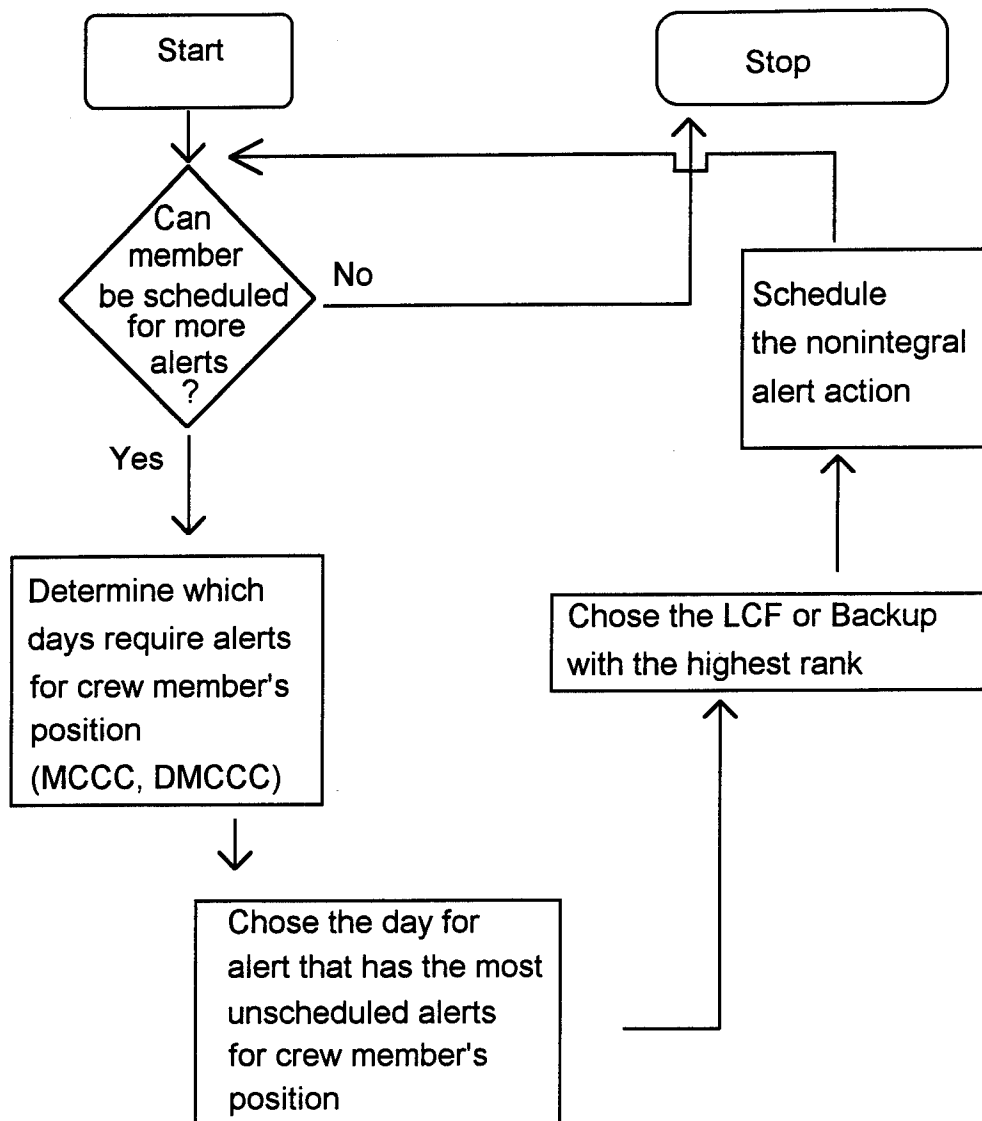 Start
Stop
Can
member
be scheduled
for more
alerts
?
No
Yes
Schedule
the nonintegral
alert action
Determine which
days require alerts
for crew member's
position
(MCCC, DMCCC)
Chose the LCF or Backup
with the highest rank
Chose the day for
alert that has the most
unscheduled alerts
for crew member's
position